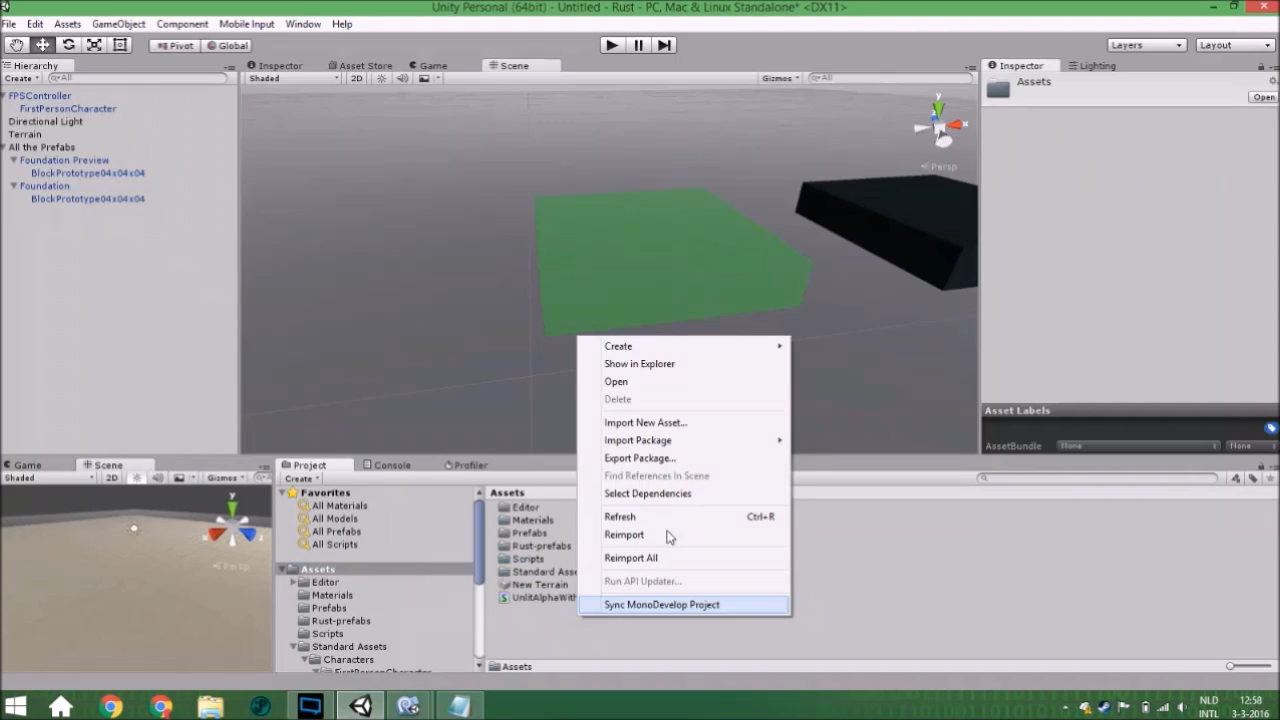 Unity Personal (64bit) - Untitled - Rust - PC, Mac & Linux Standalone* <DX11>
File Edit Assets GameObject Component Mobile Input Window Help
Pivot Global Layers Layout
Hierarchy Inspector Asset Store Game Scene Inspector Lighting
Create All Shaded 2D Gizmos All
Assets
Open
FPSController
FirstPersonCharacter
Directional Light
Terrain
All the Prefabs
Foundation Preview
BlockPrototype04x04x04
Foundation
BlockPrototype04x04x04
y
x
Persp
Create
Show in Explorer
Open
Delete
Import New Asset...
Import Package
Export Package...
Find References In Scene
Select Dependencies
Refresh Ctrl+R
Reimport
Reimport All
Run API Updater...
Sync MonoDevelop Project
Asset Labels
AssetBundle None None
Game Scene Project Console Profiler
Shaded 2D Gizmos Create
y
x
z
Persp
Favorites
All Materials
All Models
All Prefabs
All Scripts
Assets
Editor
Materials
Prefabs
Rust-prefabs
Scripts
Standard Assets
Characters
FirstPersonCharacter
Assets
Editor
Materials
Prefabs
Rust-prefabs
Scripts
Standard Asse
New Terrain
UnlitAlphaWith
Assets
NLD
INTL
12:58
3-3-2016